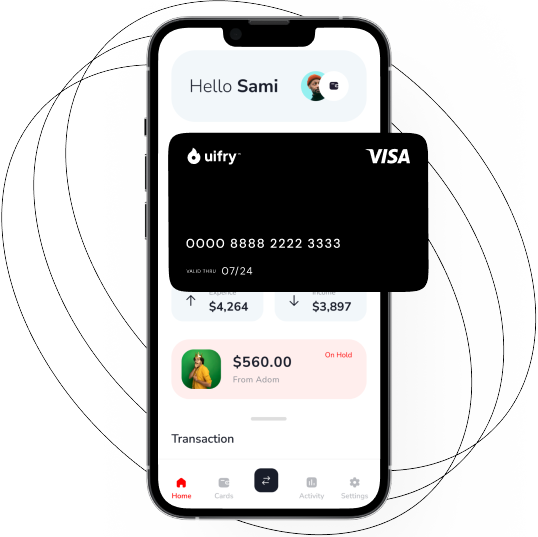 Hello Sami
uifry™
VISA
0000 8888 2222 3333
VALID THRU 07/24
Expence
Income
$4,264
$3,897
$560.00
On Hold
From Adom
Transaction
Home
Cards
Activity
Settings